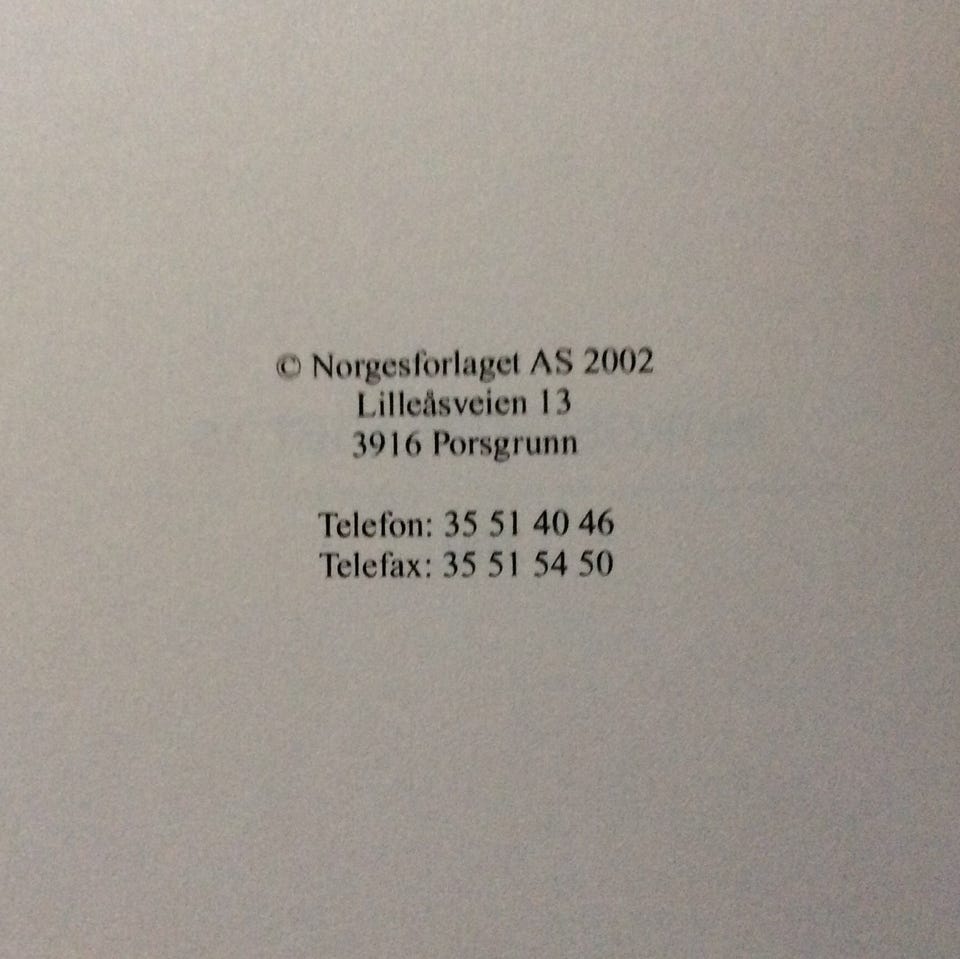 © Norgesforlaget AS 2002
Lilleåsveien 13
3916 Porsgrunn
Telefon: 35 51 40 46
Telefax: 35 51 54 50